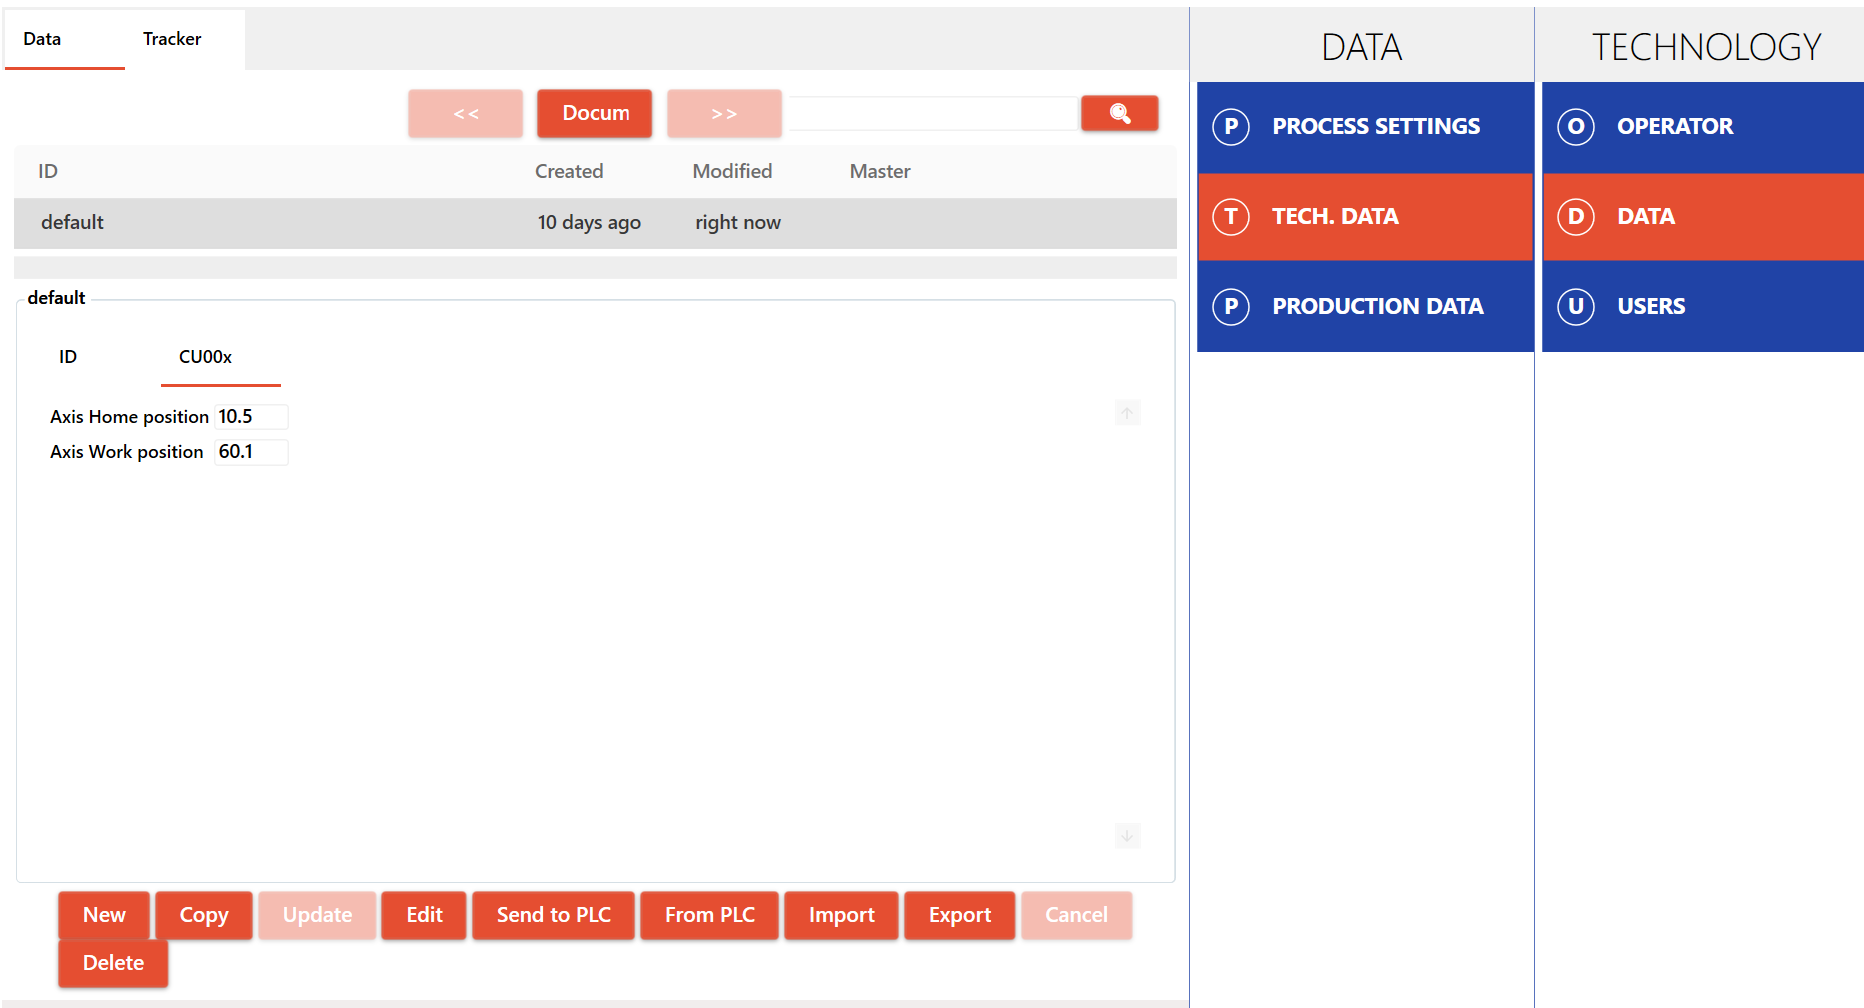 Data Tracker
DATA
TECHNOLOGY
<< Docum >>
ID Created Modified Master
default 10 days ago right now
default
ID CU00x
Axis Home position 10.5
Axis Work position 60.1
New Copy Update Edit Send to PLC From PLC Import Export Cancel
Delete
P PROCESS SETTINGS
T TECH. DATA
P PRODUCTION DATA
O OPERATOR
D DATA
U USERS